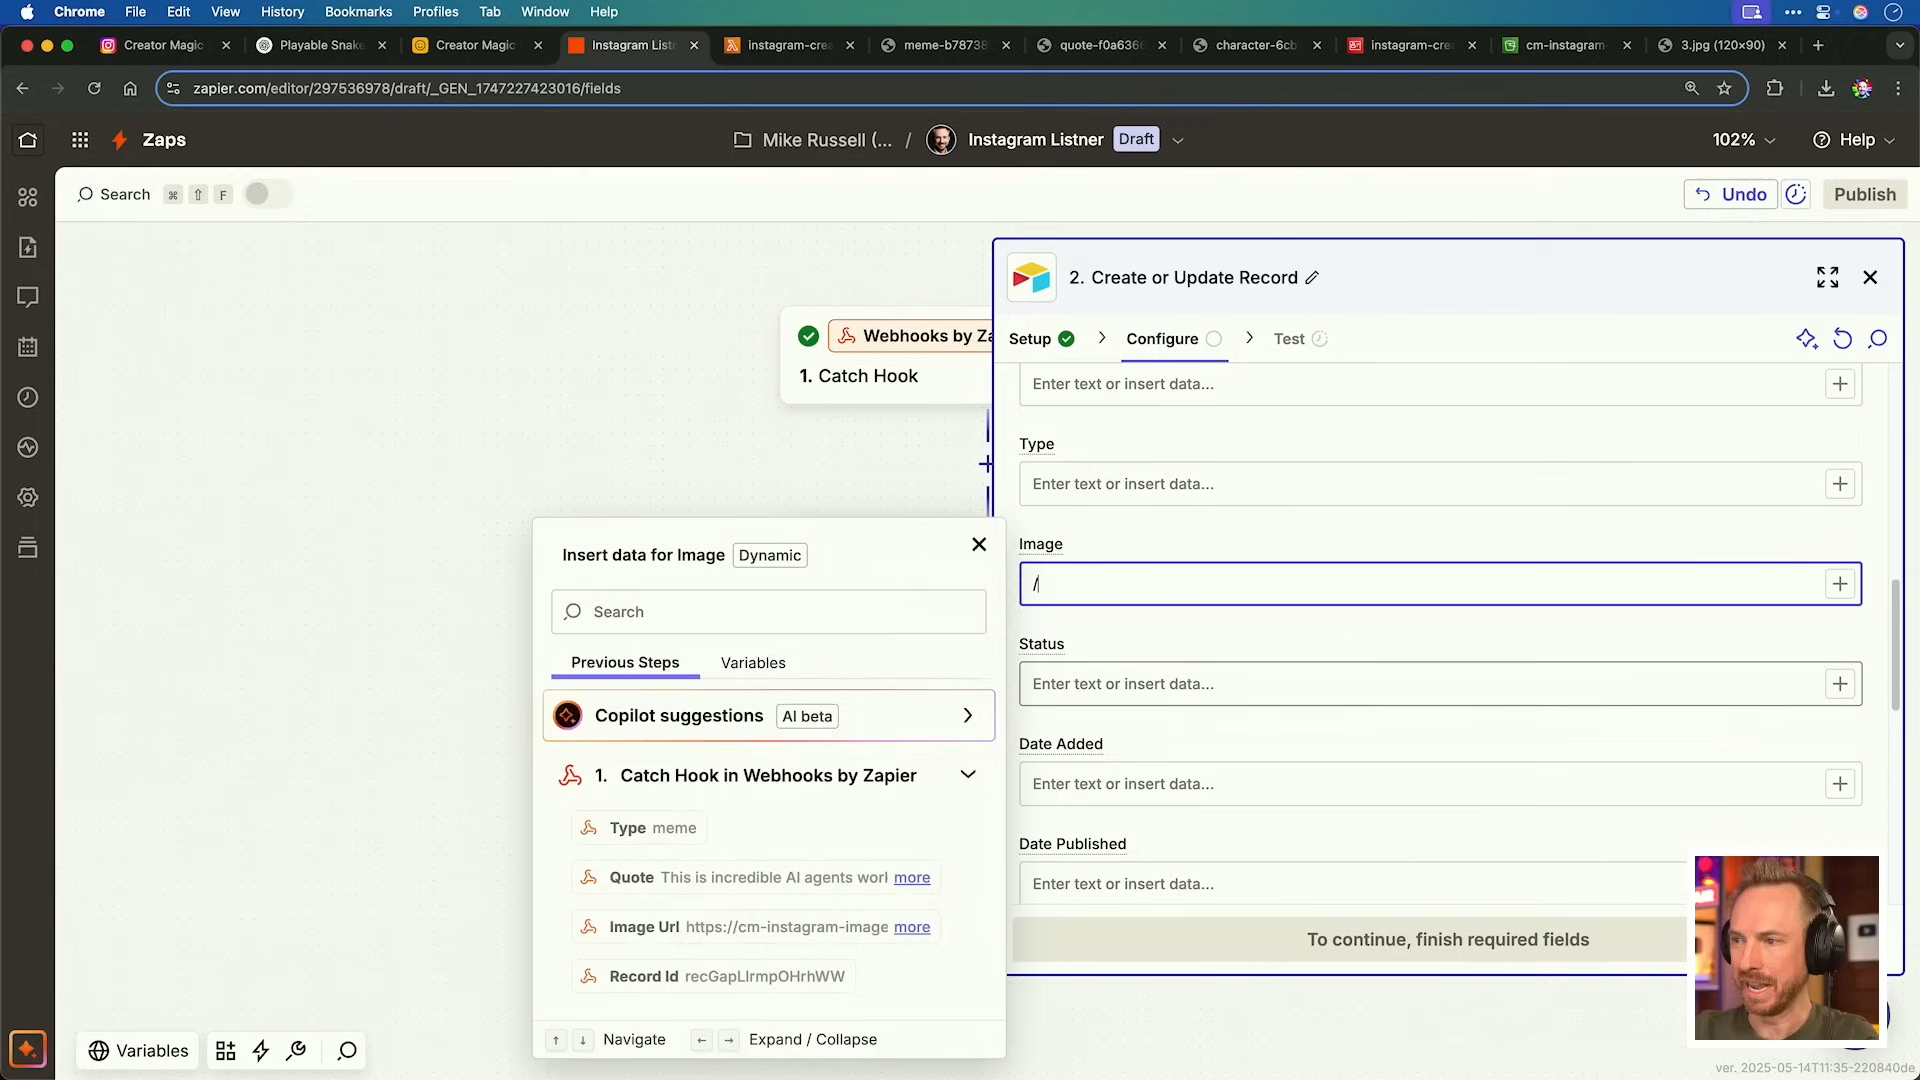 Chrome File Edit View History Bookmarks Profiles Tab Window Help
Creator Magic
Playable Snake
Creator Magic
Instagram Listn
instagram-crea
meme-b78738
quote-f0a6366
character-6cb
instagram-cre
cm-instagram-
3.jpg (120×90)
zapier.com/editor/297536978/draft/_GEN_1747227423016/fields
Zaps
Mike Russell (... / Instagram Listner Draft
102%
Help
Search ⌘ ⇧ F
Undo
Publish
2. Create or Update Record
Webhooks by Za
1. Catch Hook
Setup
Configure
Test
Enter text or insert data...
Type
Enter text or insert data...
Image
/
Status
Enter text or insert data...
Date Added
Enter text or insert data...
Date Published
Enter text or insert data...
To continue, finish required fields
Insert data for Image Dynamic
Search
Previous Steps Variables
Copilot suggestions AI beta
1. Catch Hook in Webhooks by Zapier
Type meme
Quote This is incredible AI agents worl more
Image Url https://cm-instagram-image more
Record Id recGapLIrmpOHrhWW
↑ ↓ Navigate ← → Expand / Collapse
Variables
ver. 2025-05-14T11:35-220840de